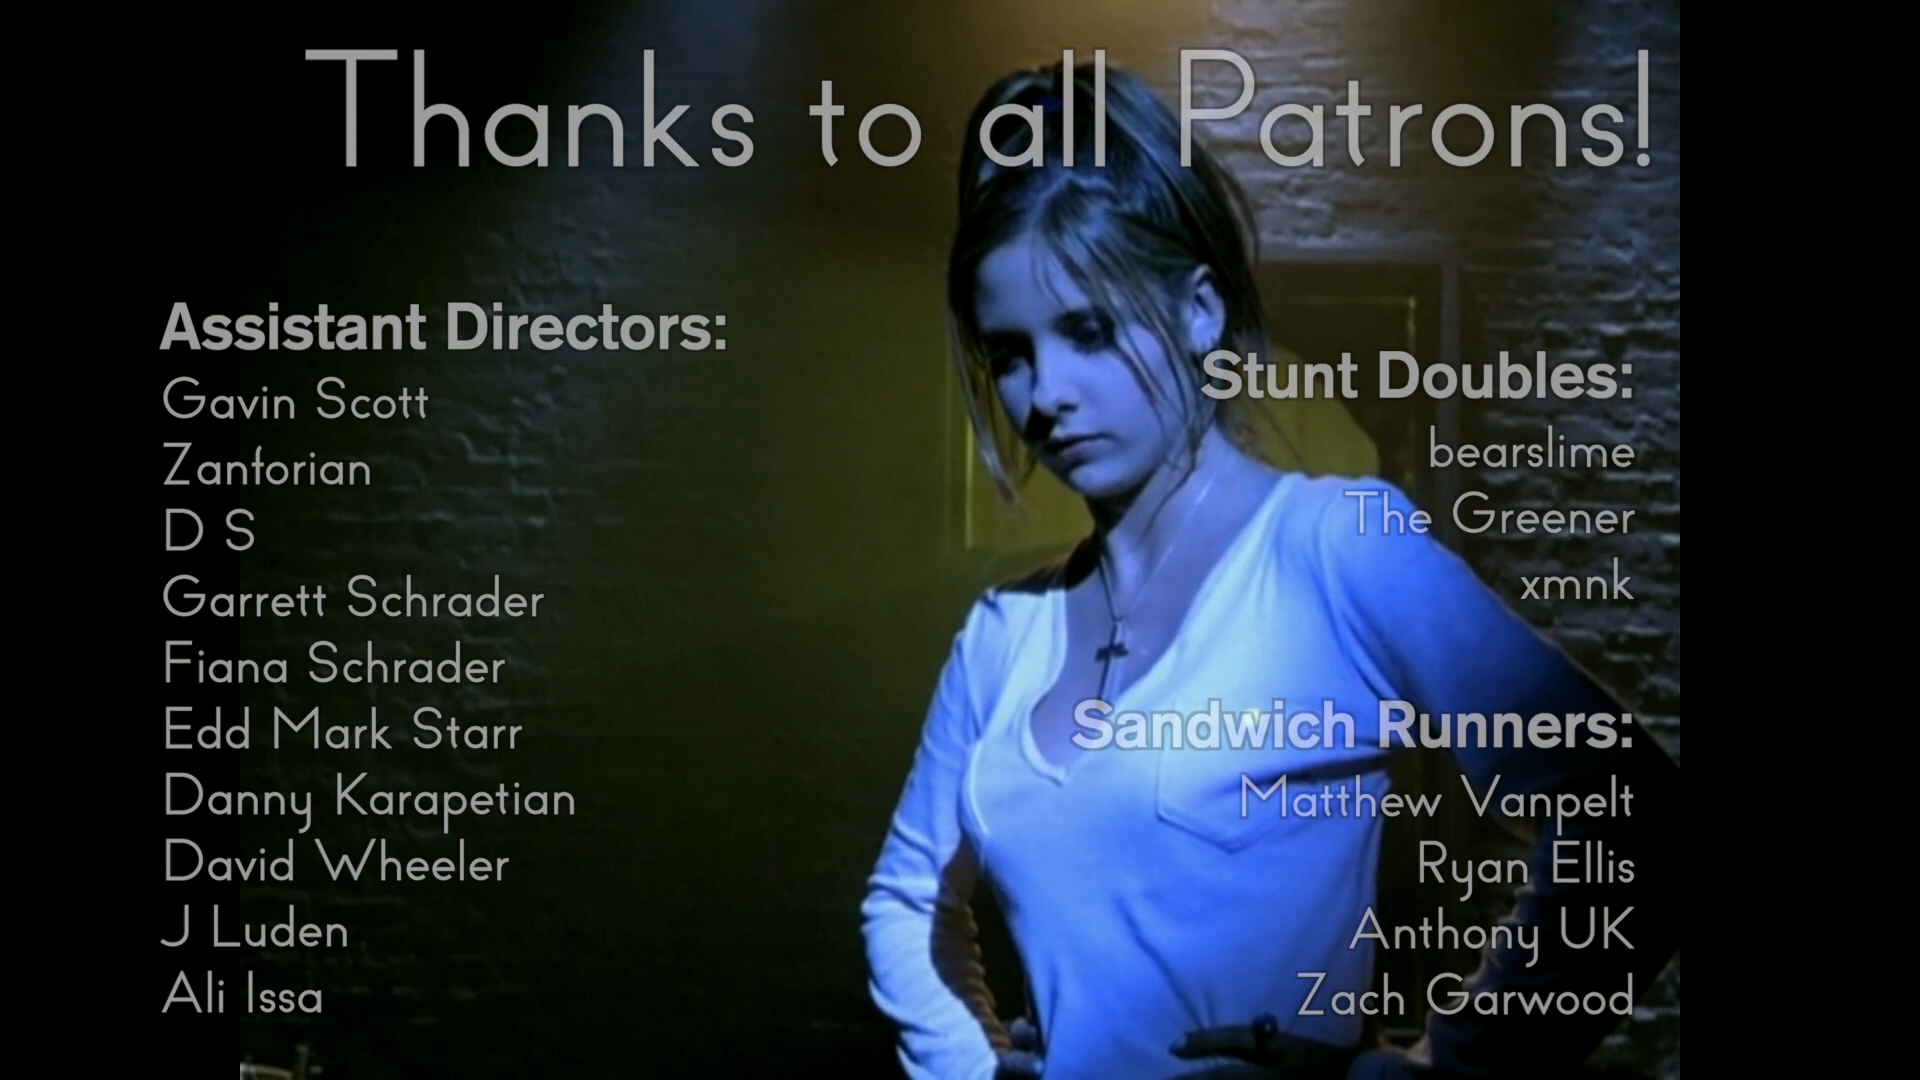 Thanks to all Patrons!
Assistant Directors:
Gavin Scott
Zanforian
D S
Garrett Schrader
Fiana Schrader
Edd Mark Starr
Danny Karapetian
David Wheeler
J Luden
Ali Issa
Stunt Doubles:
bearslime
The Greener
xmnk
Sandwich Runners:
Matthew Vanpelt
Ryan Ellis
Anthony UK
Zach Garwood